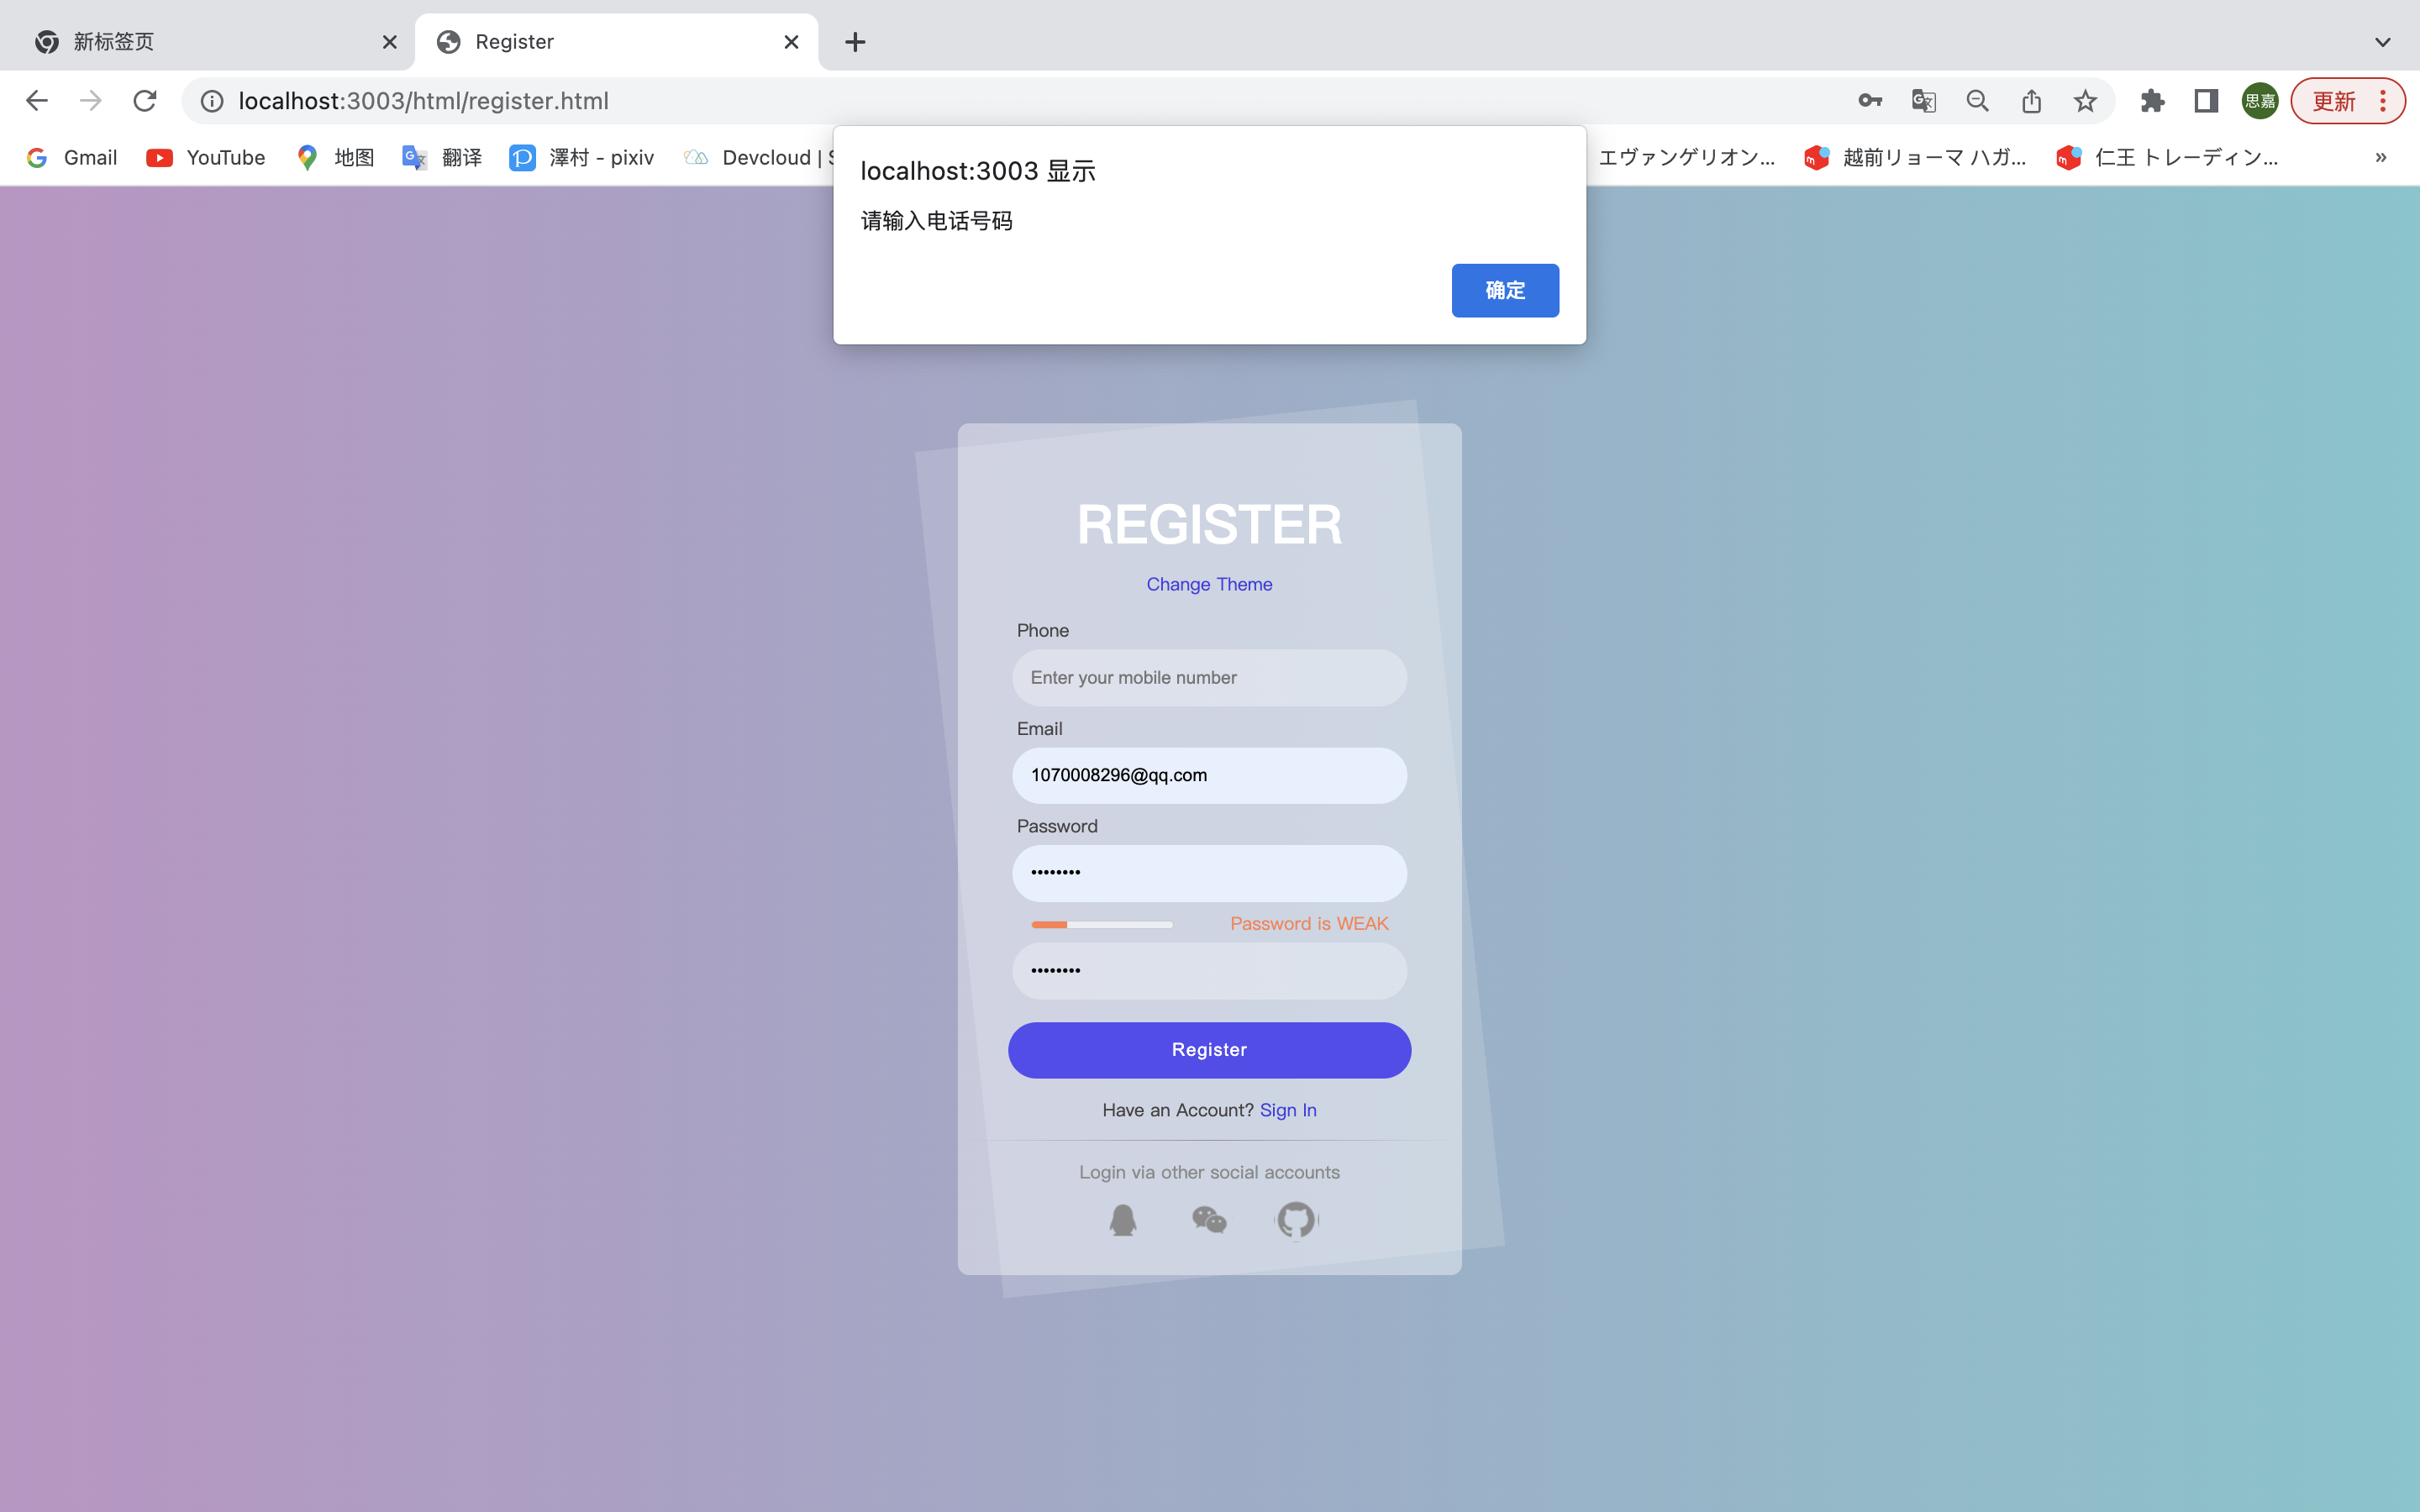 新标签页
Register
localhost:3003/html/register.html
思嘉
更新
Gmail
YouTube
地图
翻译
澤村 - pixiv
Devcloud | S
エヴァンゲリオン...
越前リョーマ ハガ...
仁王 トレーディン...
»
localhost:3003 显示
请输入电话号码
确定
REGISTER
Change Theme
Phone
Enter your mobile number
Email
1070008296@qq.com
Password
••••••••
Password is WEAK
••••••••
Register
Have an Account? Sign In
Login via other social accounts